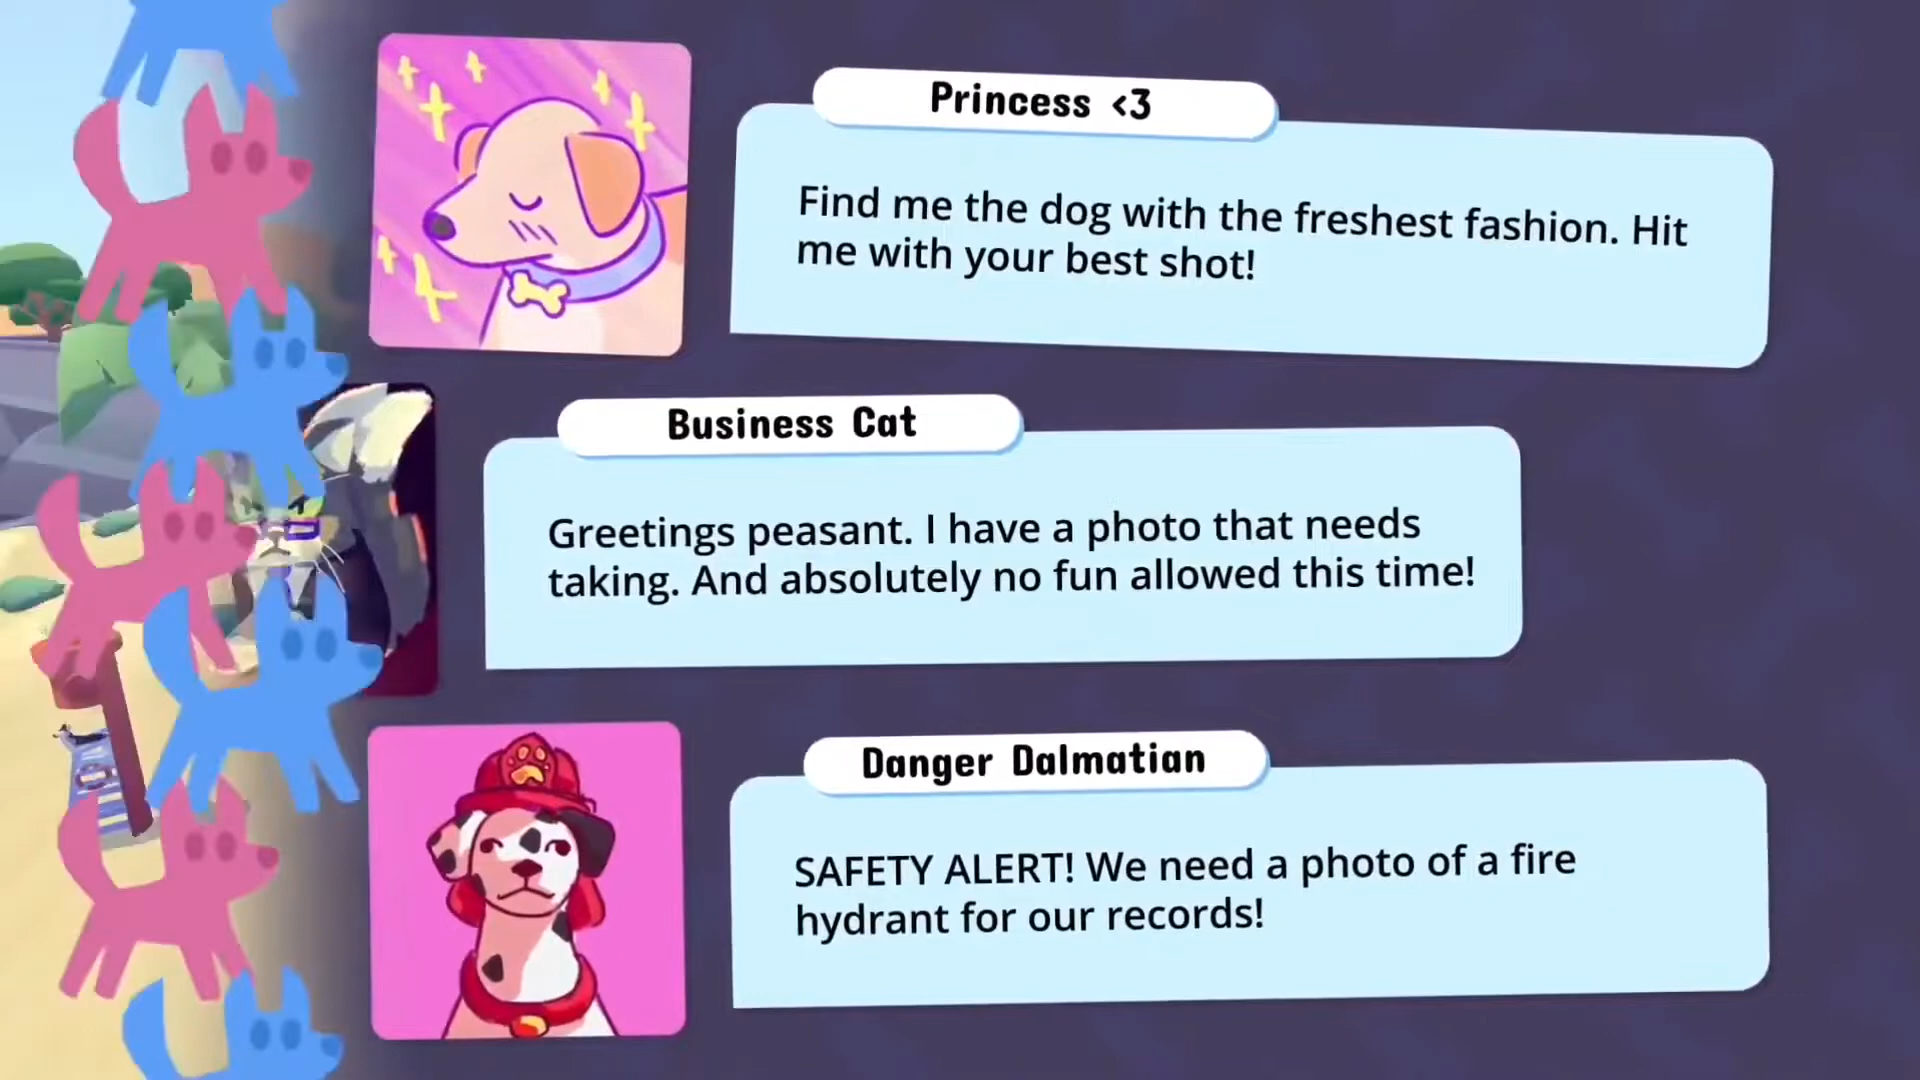 Princess <3
Find me the dog with the freshest fashion. Hit
me with your best shot!
Business Cat
Greetings peasant. I have a photo that needs
taking. And absolutely no fun allowed this time!
Danger Dalmatian
SAFETY ALERT! We need a photo of a fire
hydrant for our records!